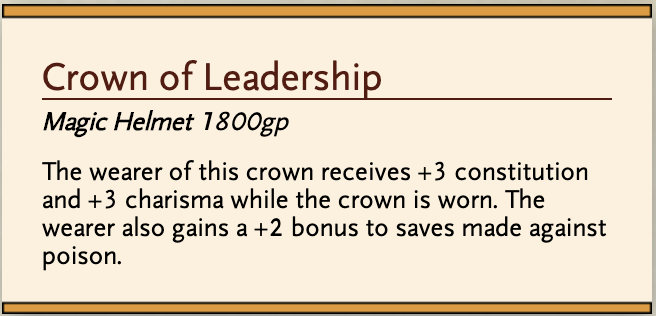 Crown of Leadership
Magic Helmet 1800gp
The wearer of this crown receives +3 constitution
and +3 charisma while the crown is worn. The
wearer also gains a +2 bonus to saves made against
poison.